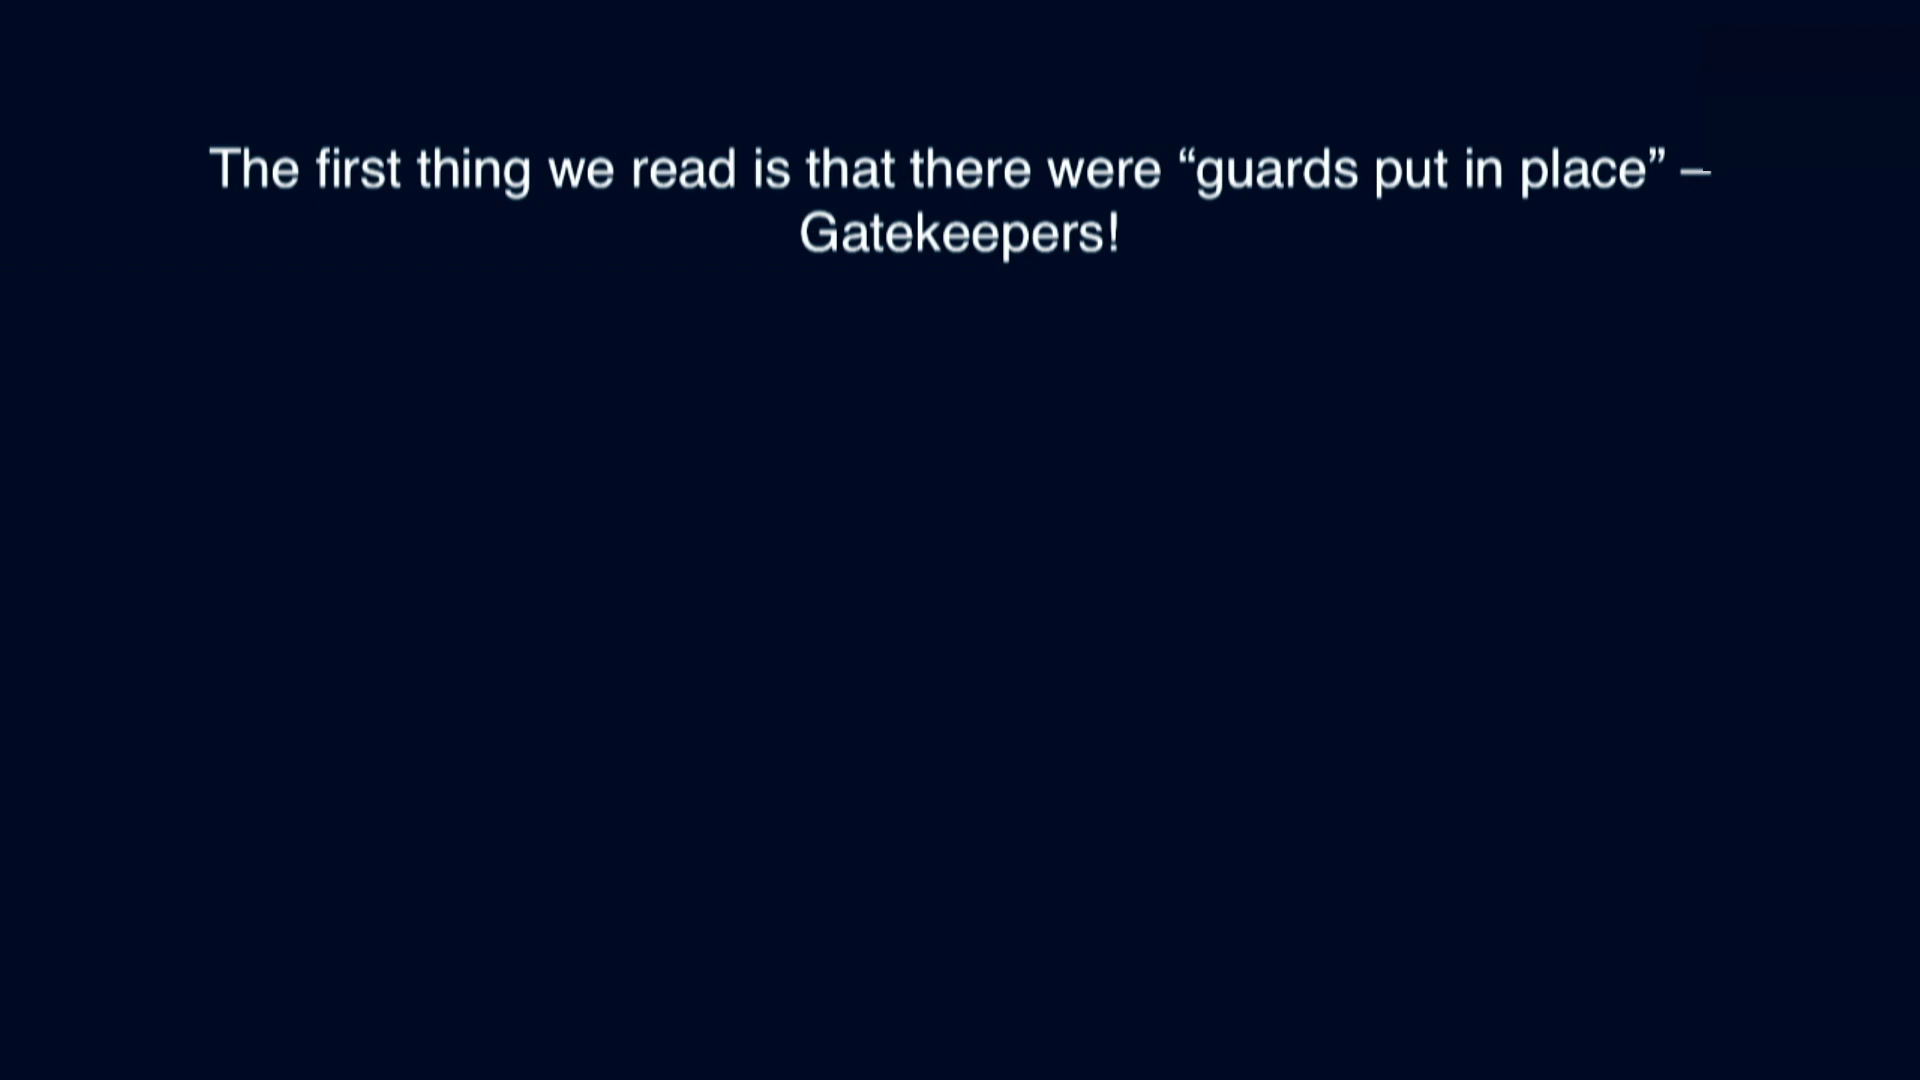 The first thing we read is that there were “guards put in place” –
Gatekeepers!